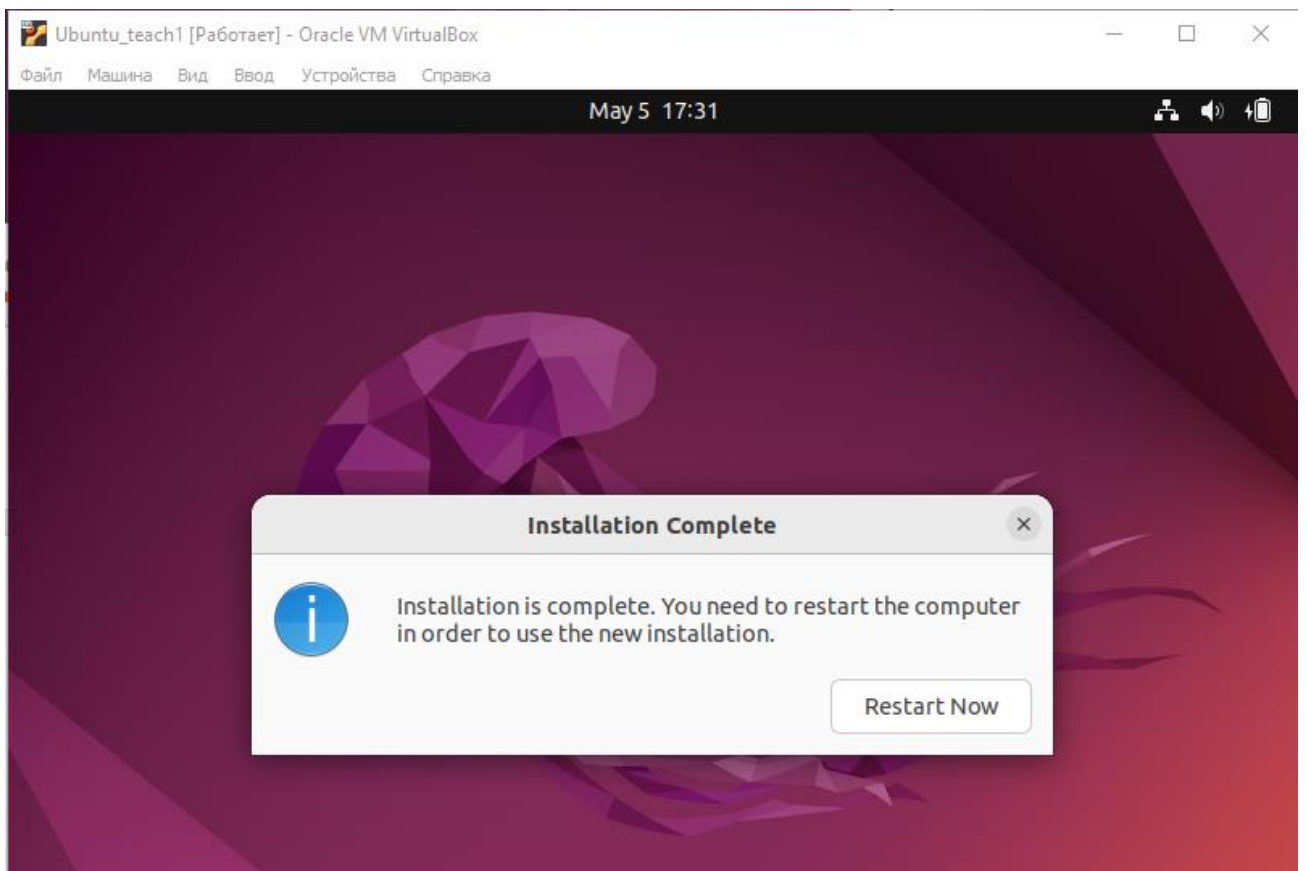 Ubuntu_teach1 [Работает] - Oracle VM VirtualBox
Файл Машина Вид Ввод Устройства Справка
May 5 17:31
Installation Complete
Installation is complete. You need to restart the computer
in order to use the new installation.
Restart Now